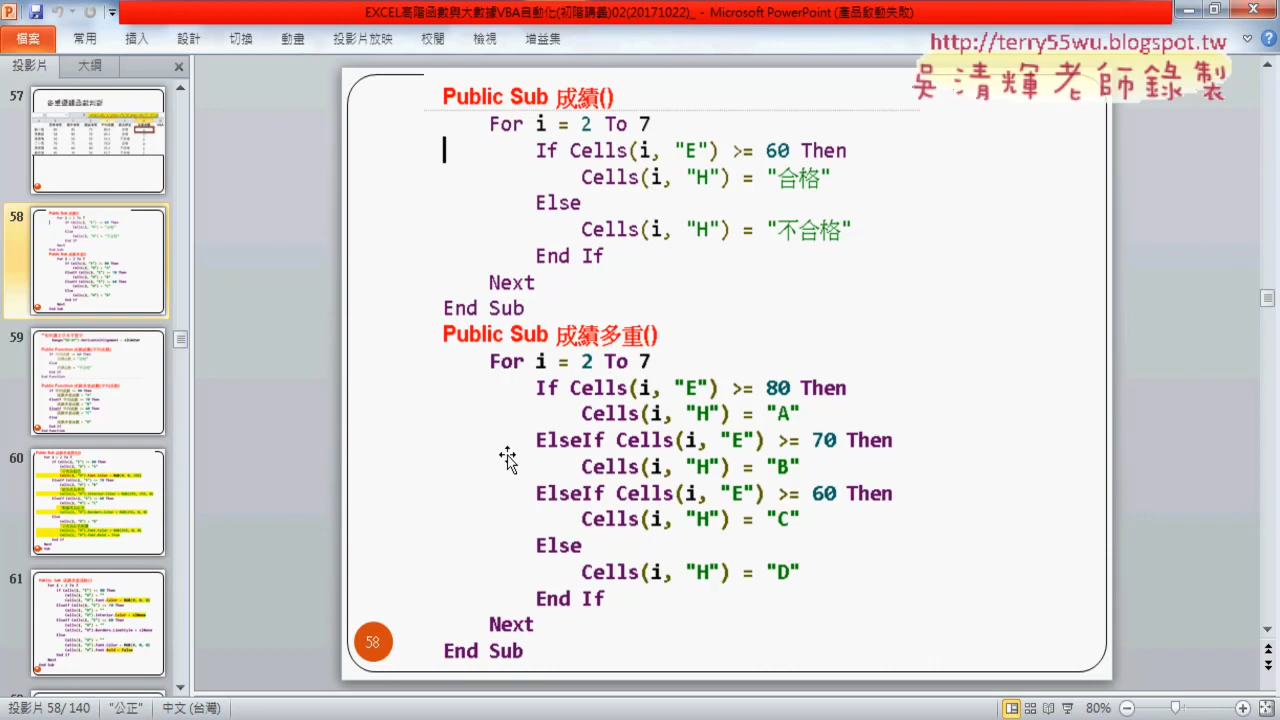 EXCEL高階函數與大數據VBA自動化(初階講義)02(20171022)_ - Microsoft PowerPoint (產品啟動失敗)
檔案 常用 插入 設計 切換 動畫 投影片放映 校閱 檢視 增益集
http://terry55wu.blogspot.tw
吳清輝老師錄製
投影片 大綱
57
58
59
60
61
Public Sub 成績()
For i = 2 To 7
If Cells(i, "E") >= 60 Then
Cells(i, "H") = "合格"
Else
Cells(i, "H") = "不合格"
End If
Next
End Sub
Public Sub 成績多重()
For i = 2 To 7
If Cells(i, "E") >= 80 Then
Cells(i, "H") = "A"
ElseIf Cells(i, "E") >= 70 Then
Cells(i, "H") = "B"
ElseIf Cells(i, "E") >= 60 Then
Cells(i, "H") = "C"
Else
Cells(i, "H") = "D"
End If
Next
End Sub
58
投影片 58/140 "公正" 中文 (台灣) 80%